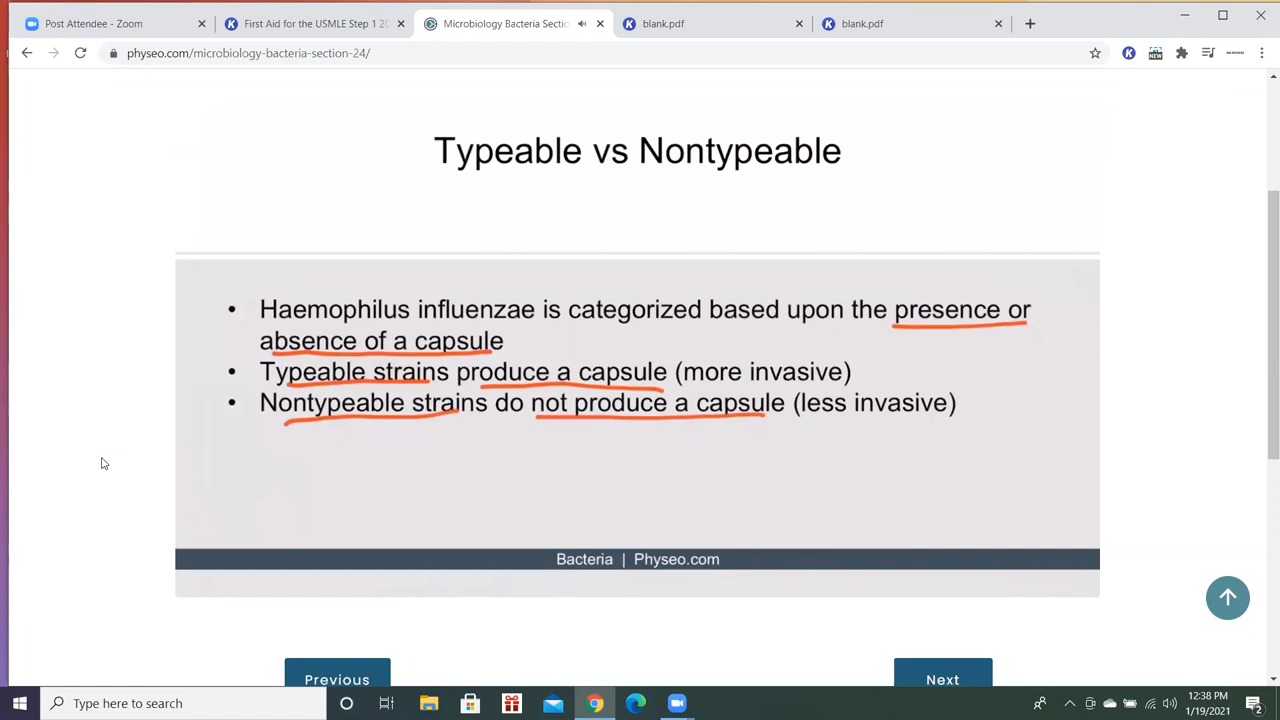 Post Attendee - Zoom
First Aid for the USMLE Step 1 20
Microbiology Bacteria Sectio
blank.pdf
blank.pdf
physeo.com/microbiology-bacteria-section-24/
NEW
Typeable vs Nontypeable
• Haemophilus influenzae is categorized based upon the presence or
absence of a capsule
• Typeable strains produce a capsule (more invasive)
• Nontypeable strains do not produce a capsule (less invasive)
Bacteria | Physeo.com
Previous
Next
Type here to search
12:38 PM
1/19/2021
2